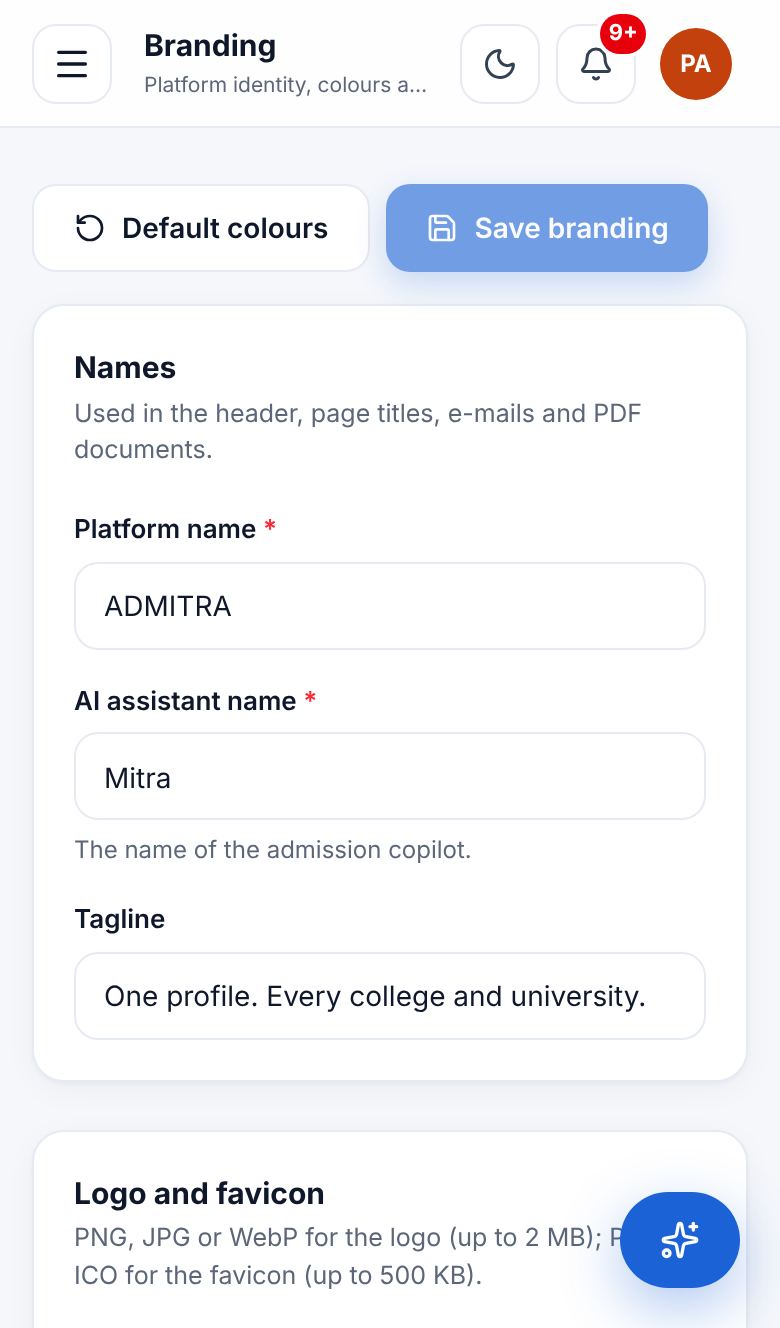 Branding
Platform identity, colours a...
9+
PA
Default colours
Save branding
Names
Used in the header, page titles, e-mails and PDF
documents.
Platform name *
ADMITRA
AI assistant name *
Mitra
The name of the admission copilot.
Tagline
One profile. Every college and university.
Logo and favicon
PNG, JPG or WebP for the logo (up to 2 MB);
ICO for the favicon (up to 500 KB).